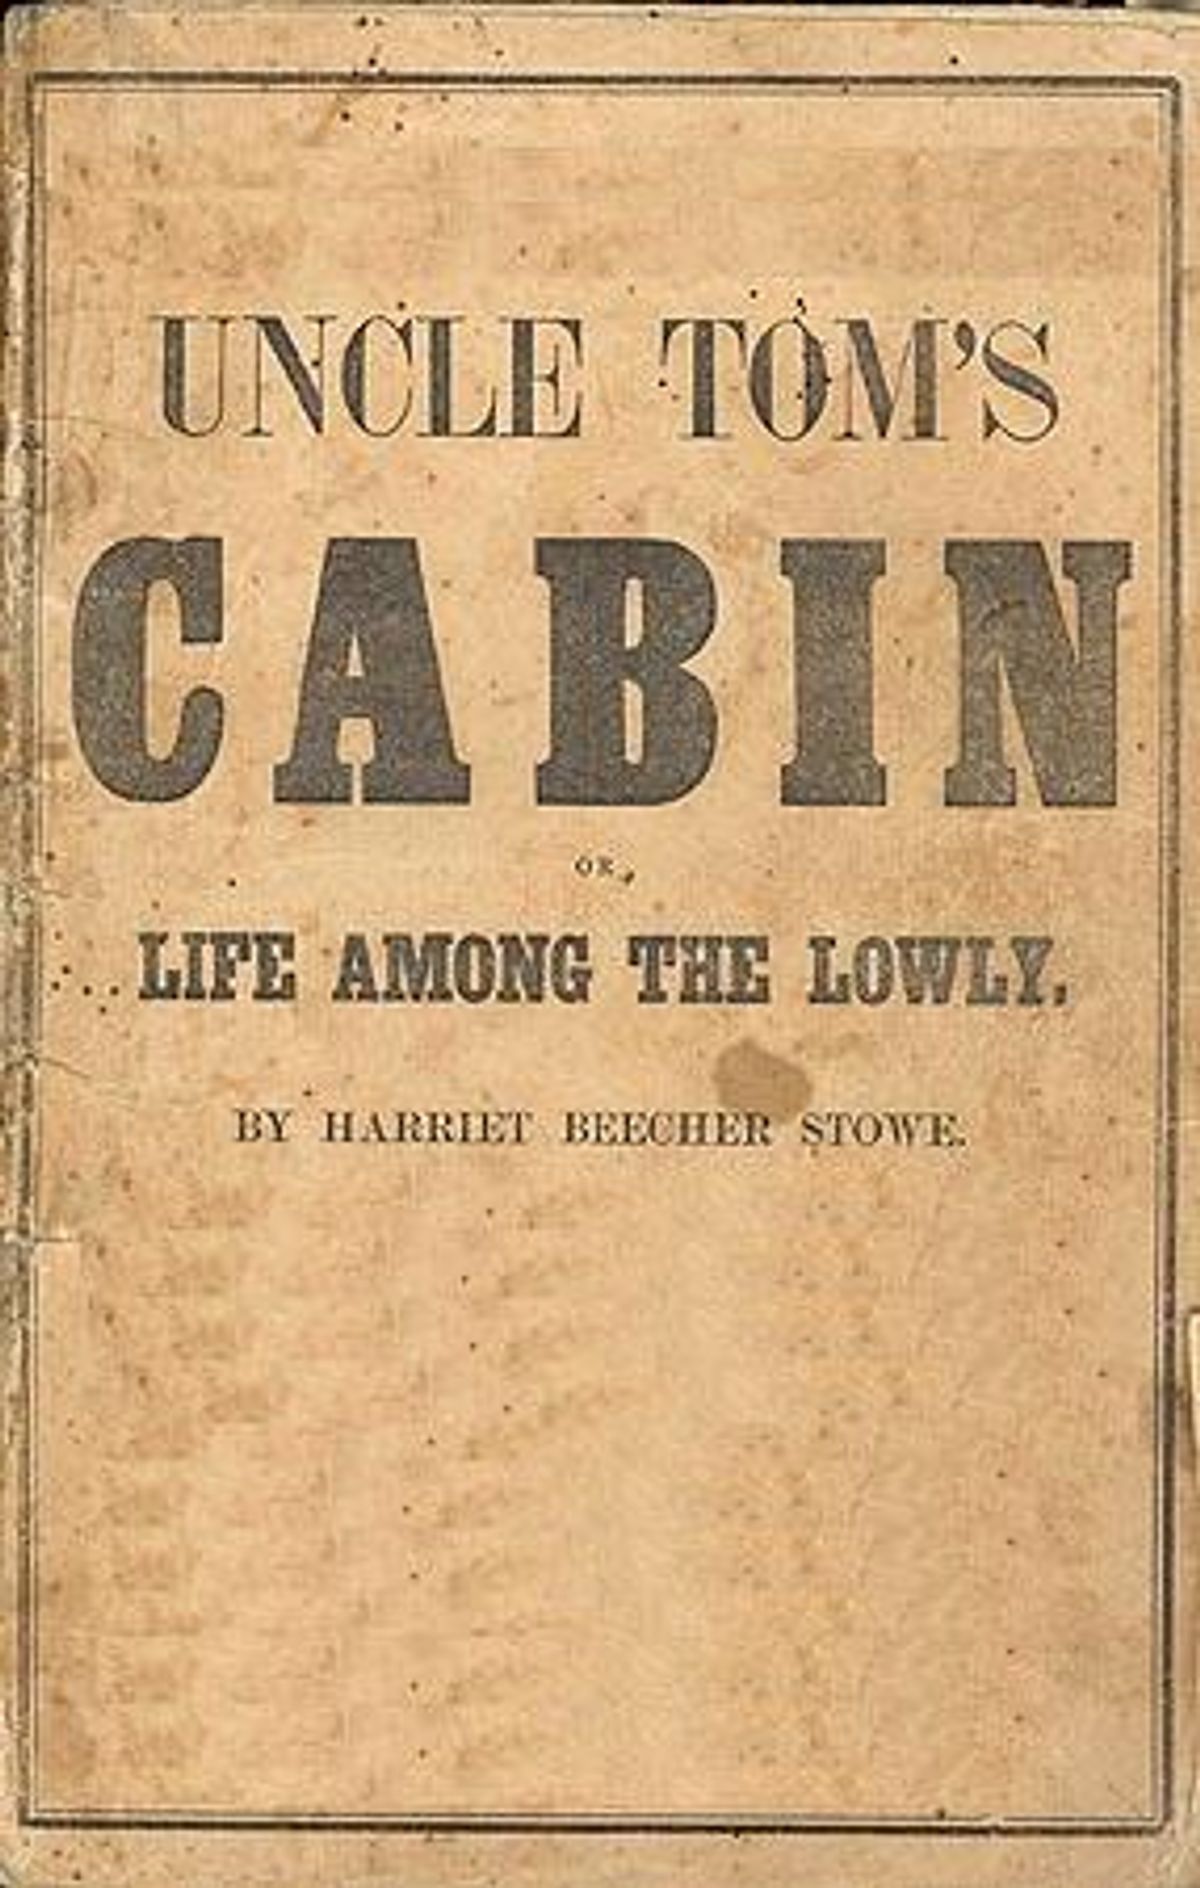 UNCLE TOM'S
CABIN
OR,
LIFE AMONG THE LOWLY.
BY HARRIET BEECHER STOWE.